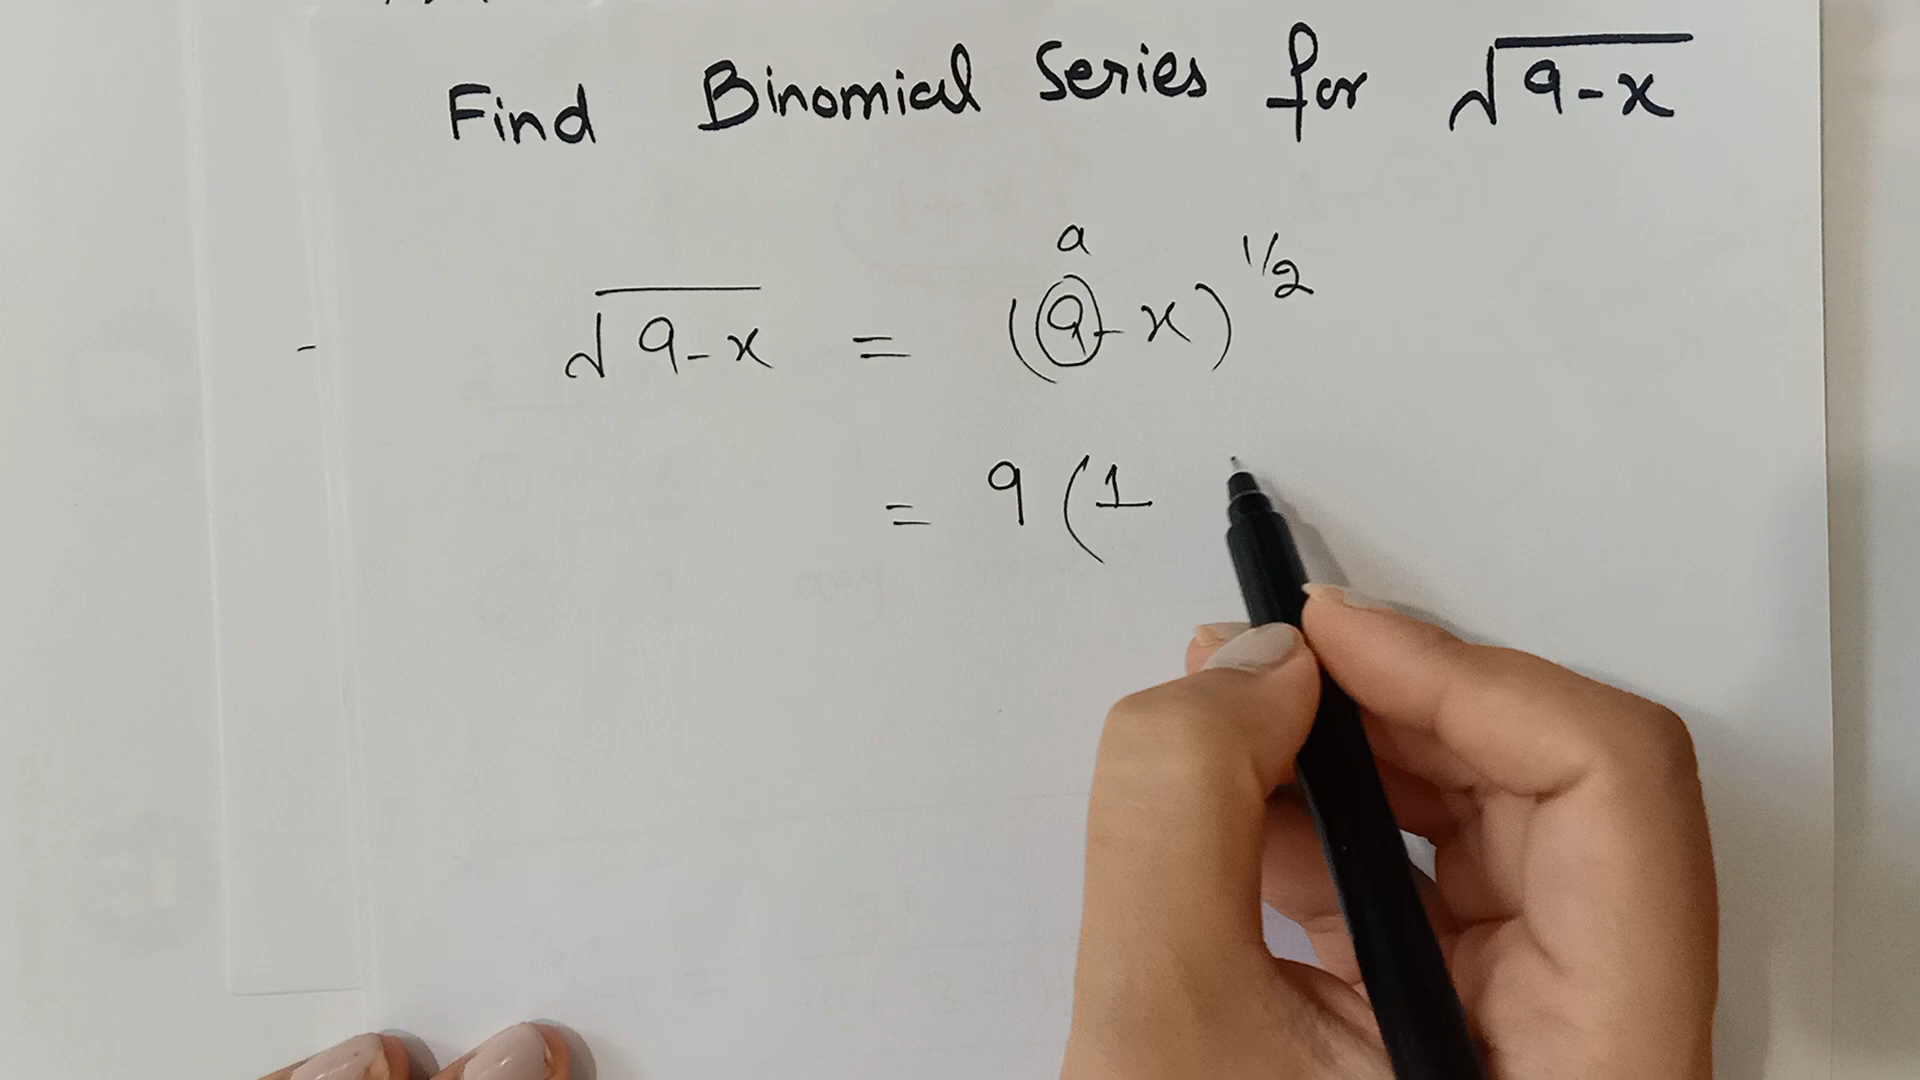 Find Binomial Series for √9-x
a
√9-x = (9-x)^1/2
= 9 (1